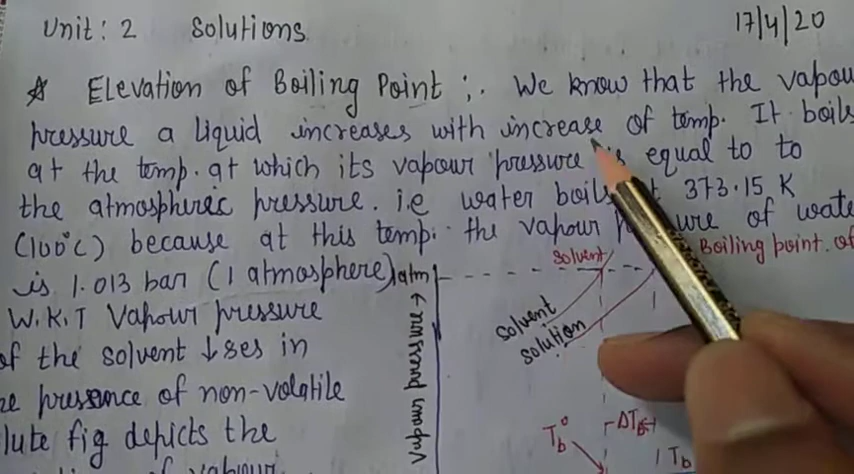 Unit: 2 Solutions
17/4/20
☆ Elevation of Boiling Point :. We know that the vapou
pressure a liquid increases with increase of temp. It boils
at the temp. at which its vapour pressure is equal to to
the atmospheric pressure. i.e water boils 373.15 K
(100°C) because at this temp. the vapour ure of wate
is 1.013 bar (1 atmosphere)
W.K.T Vapour pressure
of the solvent ↓ses in
presence of non-volatile
lute fig depicts the
vapour
1 atm
solvent
Boiling point. of
solvent
solution
Vapour pressure →
Tb°
ΔTb
Tb